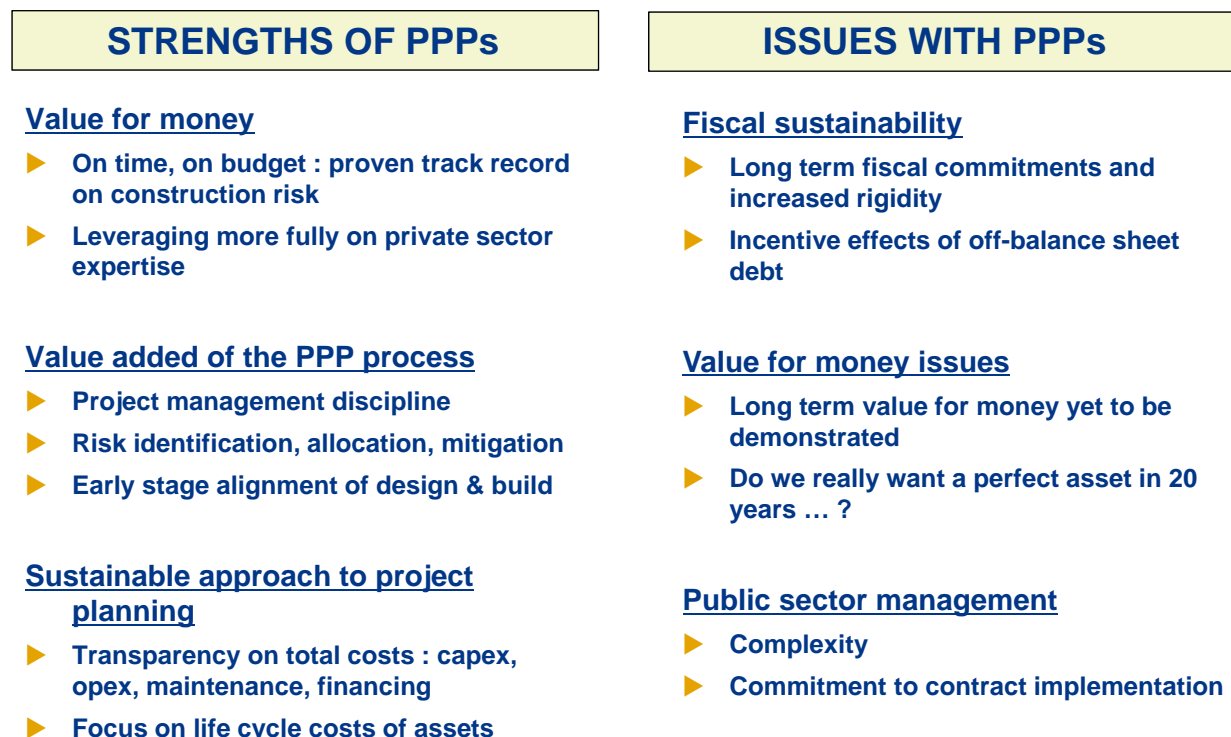 STRENGTHS OF PPPs
Value for money
On time, on budget : proven track record
on construction risk
Leveraging more fully on private sector
expertise
Value added of the PPP process
Project management discipline
Risk identification, allocation, mitigation
Early stage alignment of design & build
Sustainable approach to project
planning
Transparency on total costs : capex,
opex, maintenance, financing
Focus on life cycle costs of assets
ISSUES WITH PPPs
Fiscal sustainability
Long term fiscal commitments and
increased rigidity
Incentive effects of off-balance sheet
debt
Value for money issues
Long term value for money yet to be
demonstrated
Do we really want a perfect asset in 20
years … ?
Public sector management
Complexity
Commitment to contract implementation